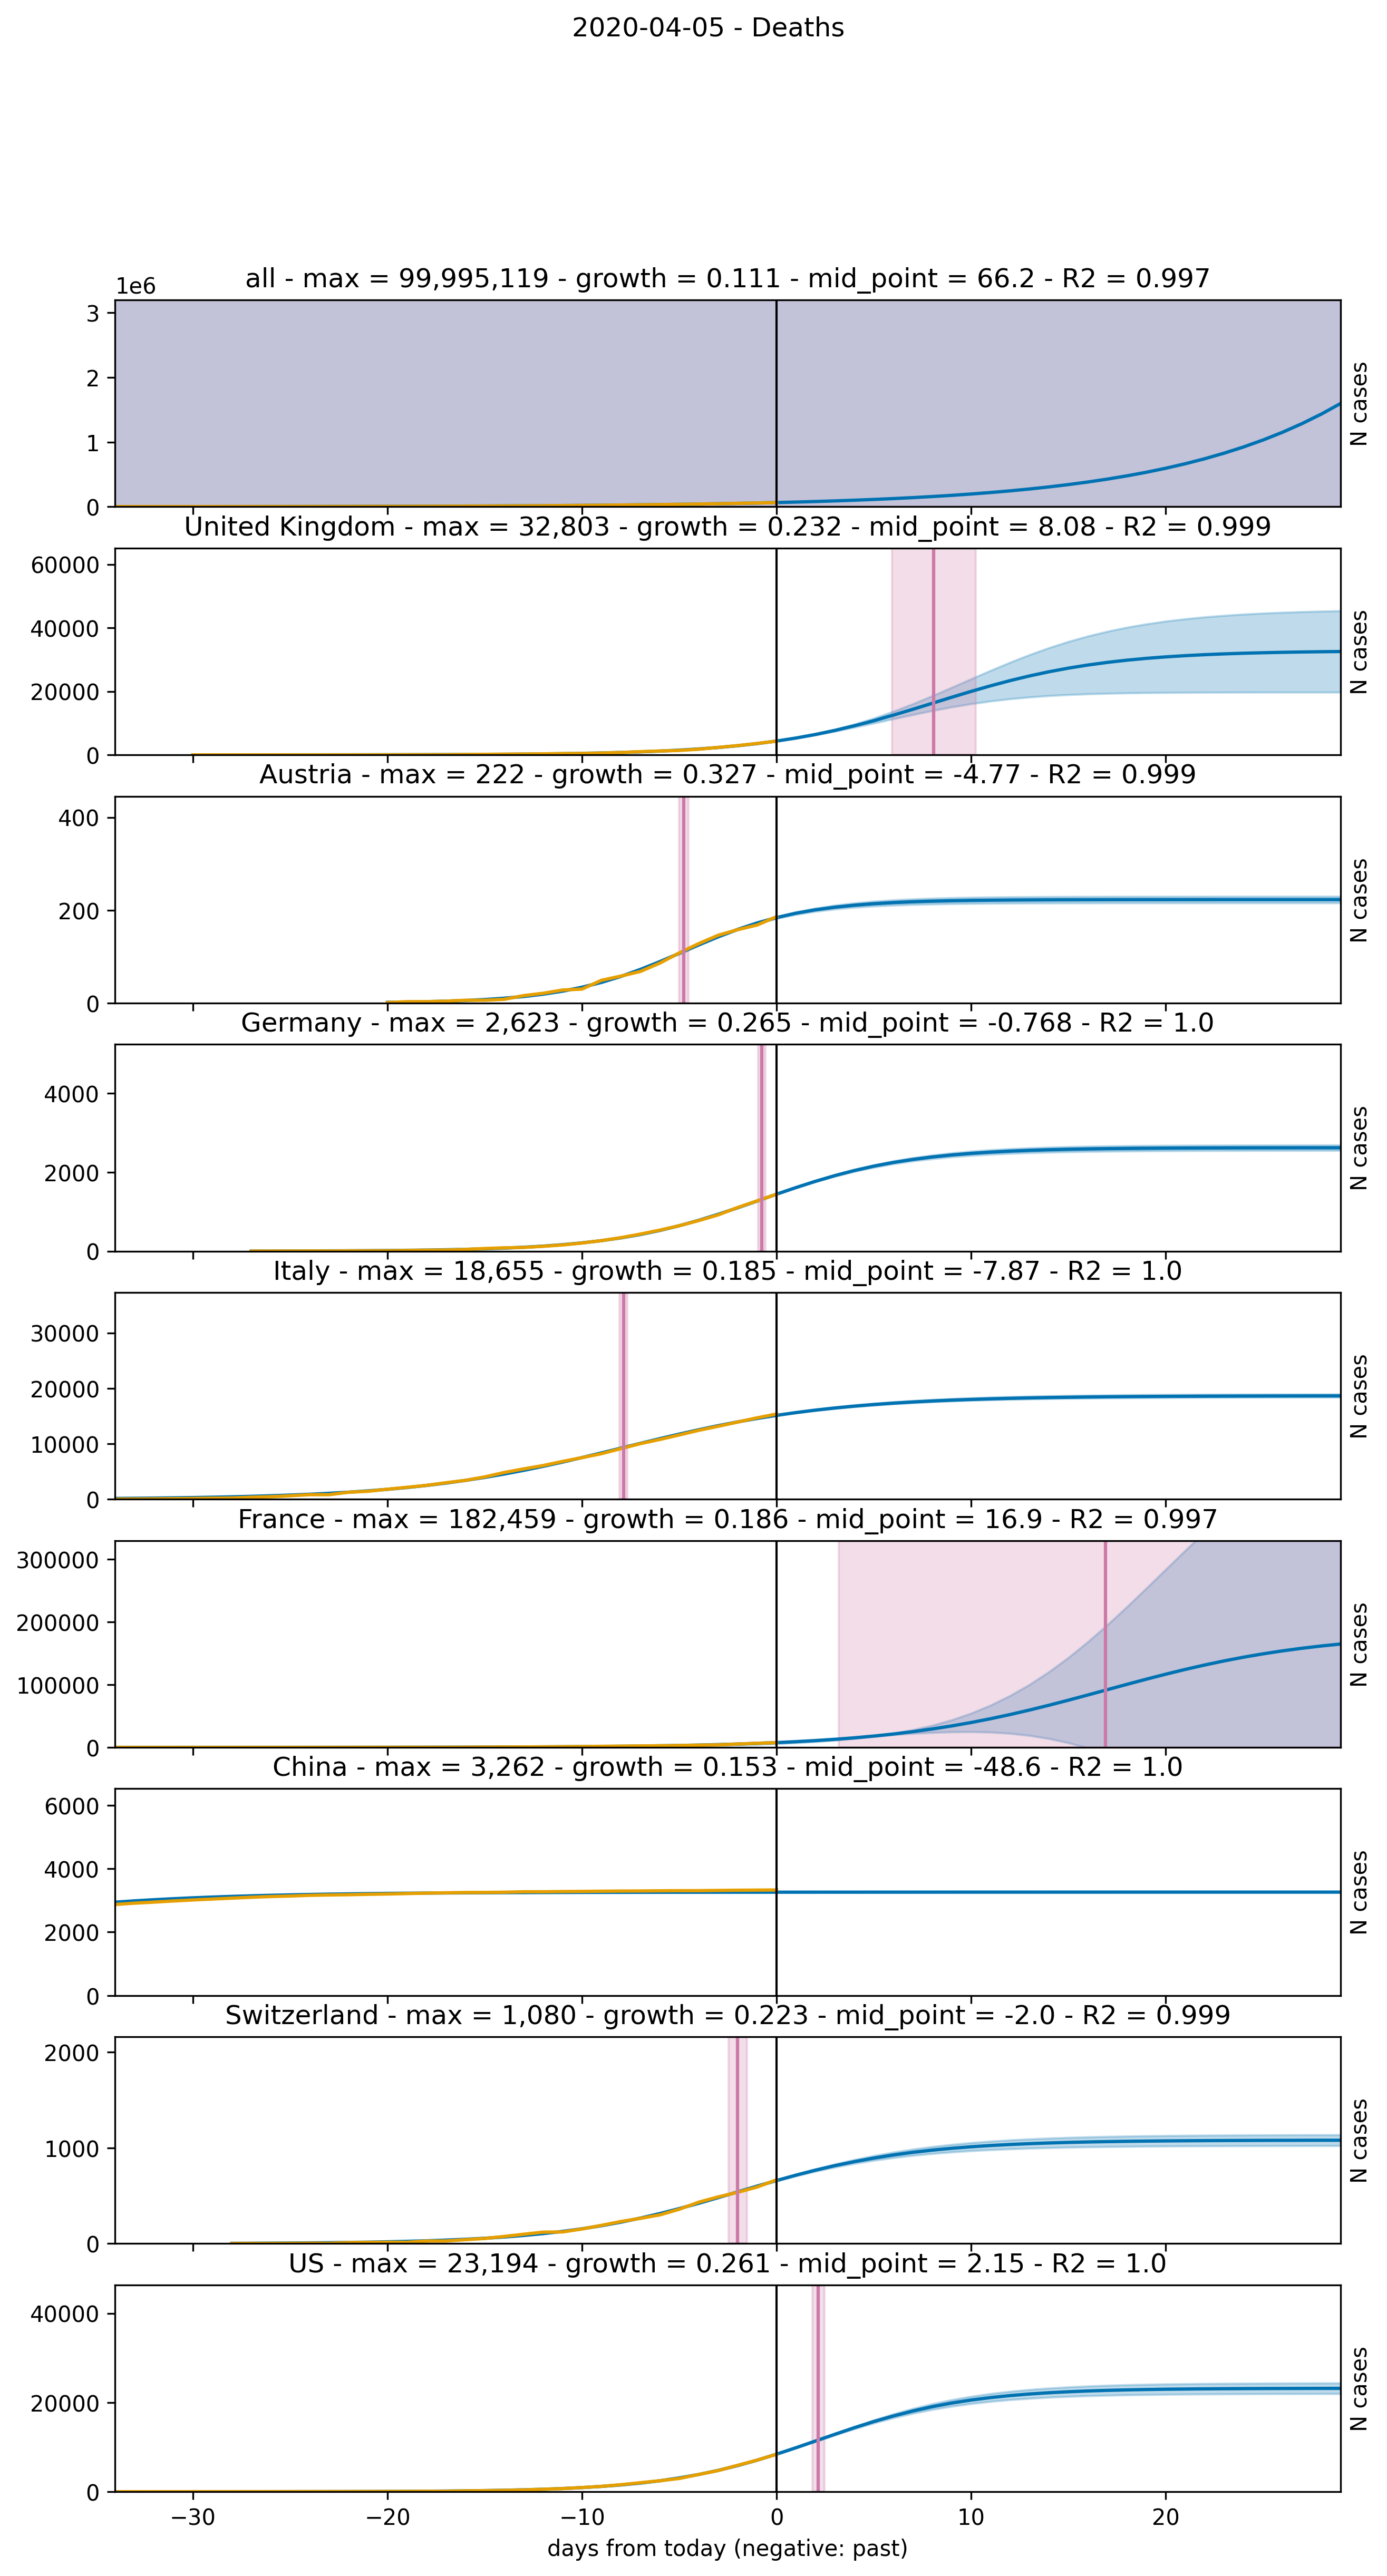 2020-04-05 - Deaths
all - max = 99,995,119 - growth = 0.111 - mid_point = 66.2 - R2 = 0.997
1e6
3
2
1
0
N cases
United Kingdom - max = 32,803 - growth = 0.232 - mid_point = 8.08 - R2 = 0.999
60000
40000
20000
0
N cases
Austria - max = 222 - growth = 0.327 - mid_point = -4.77 - R2 = 0.999
400
200
0
N cases
Germany - max = 2,623 - growth = 0.265 - mid_point = -0.768 - R2 = 1.0
4000
2000
0
N cases
Italy - max = 18,655 - growth = 0.185 - mid_point = -7.87 - R2 = 1.0
30000
20000
10000
0
N cases
France - max = 182,459 - growth = 0.186 - mid_point = 16.9 - R2 = 0.997
300000
200000
100000
0
N cases
China - max = 3,262 - growth = 0.153 - mid_point = -48.6 - R2 = 1.0
6000
4000
2000
0
N cases
Switzerland - max = 1,080 - growth = 0.223 - mid_point = -2.0 - R2 = 0.999
2000
1000
0
N cases
US - max = 23,194 - growth = 0.261 - mid_point = 2.15 - R2 = 1.0
40000
20000
0
N cases
−30 −20 −10 0 10 20
days from today (negative: past)